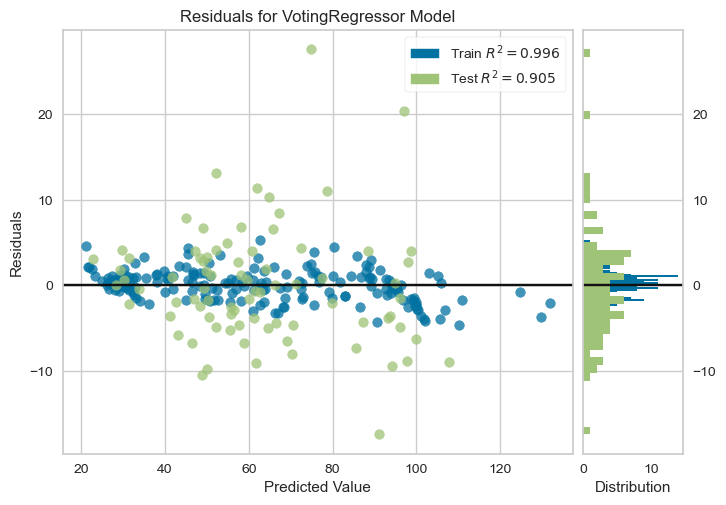 Residuals for VotingRegressor Model
Train R² = 0.996
Test R² = 0.905
20
10
0
−10
Residuals
20 40 60 80 100 120
Predicted Value
20
10
0
−10
0 10
Distribution